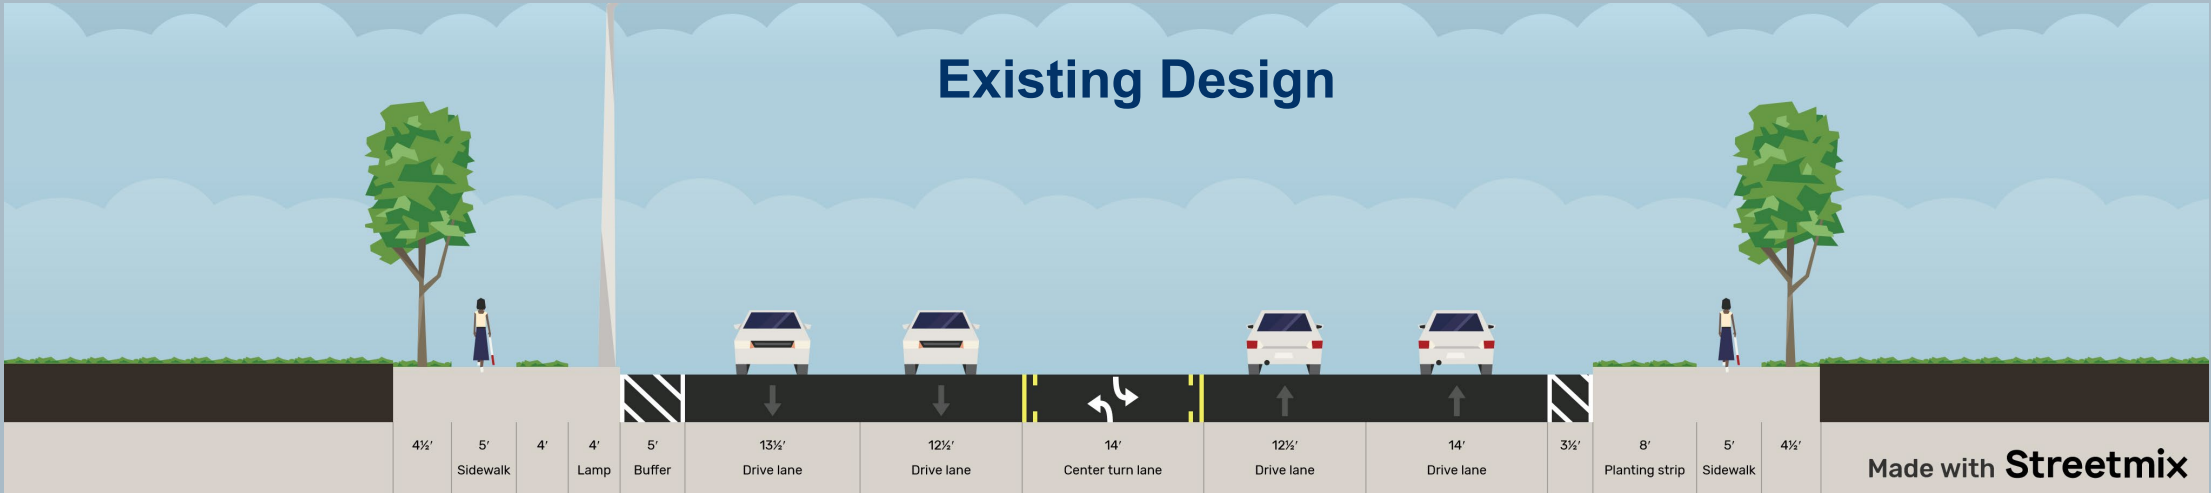 Existing Design
4½′ 5′ 4′ 4′ 5′ 13½′ 12½′ 14′ 12½′ 14′ 3½′ 8′ 5′ 4½′
Sidewalk Lamp Buffer Drive lane Drive lane Center turn lane Drive lane Drive lane Planting strip Sidewalk
Made with Streetmix